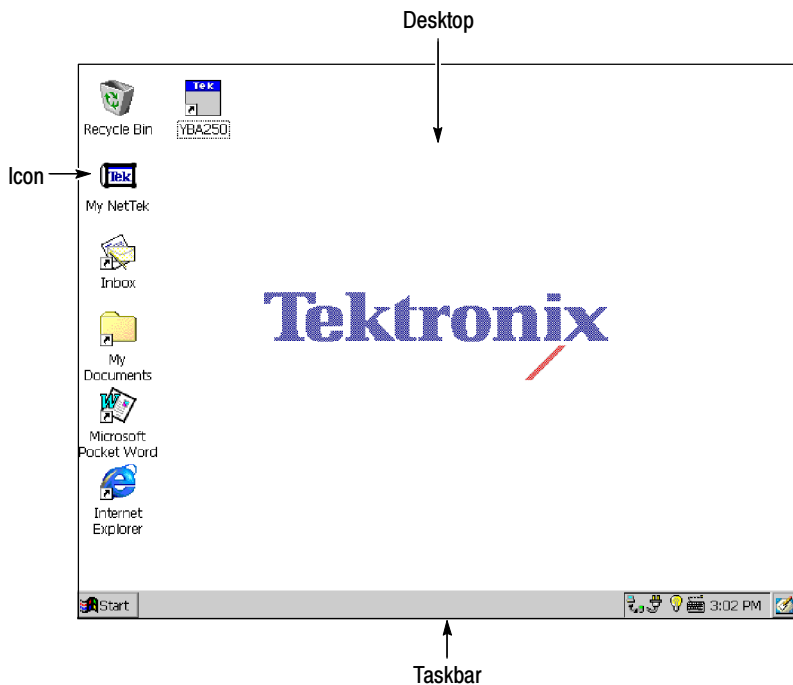 Desktop
Tek
Recycle Bin
YBA250
Icon
Tek
My NetTek
Inbox
Tektronix
My
Documents
W
Microsoft
Pocket Word
Internet
Explorer
Start
3:02 PM
Taskbar